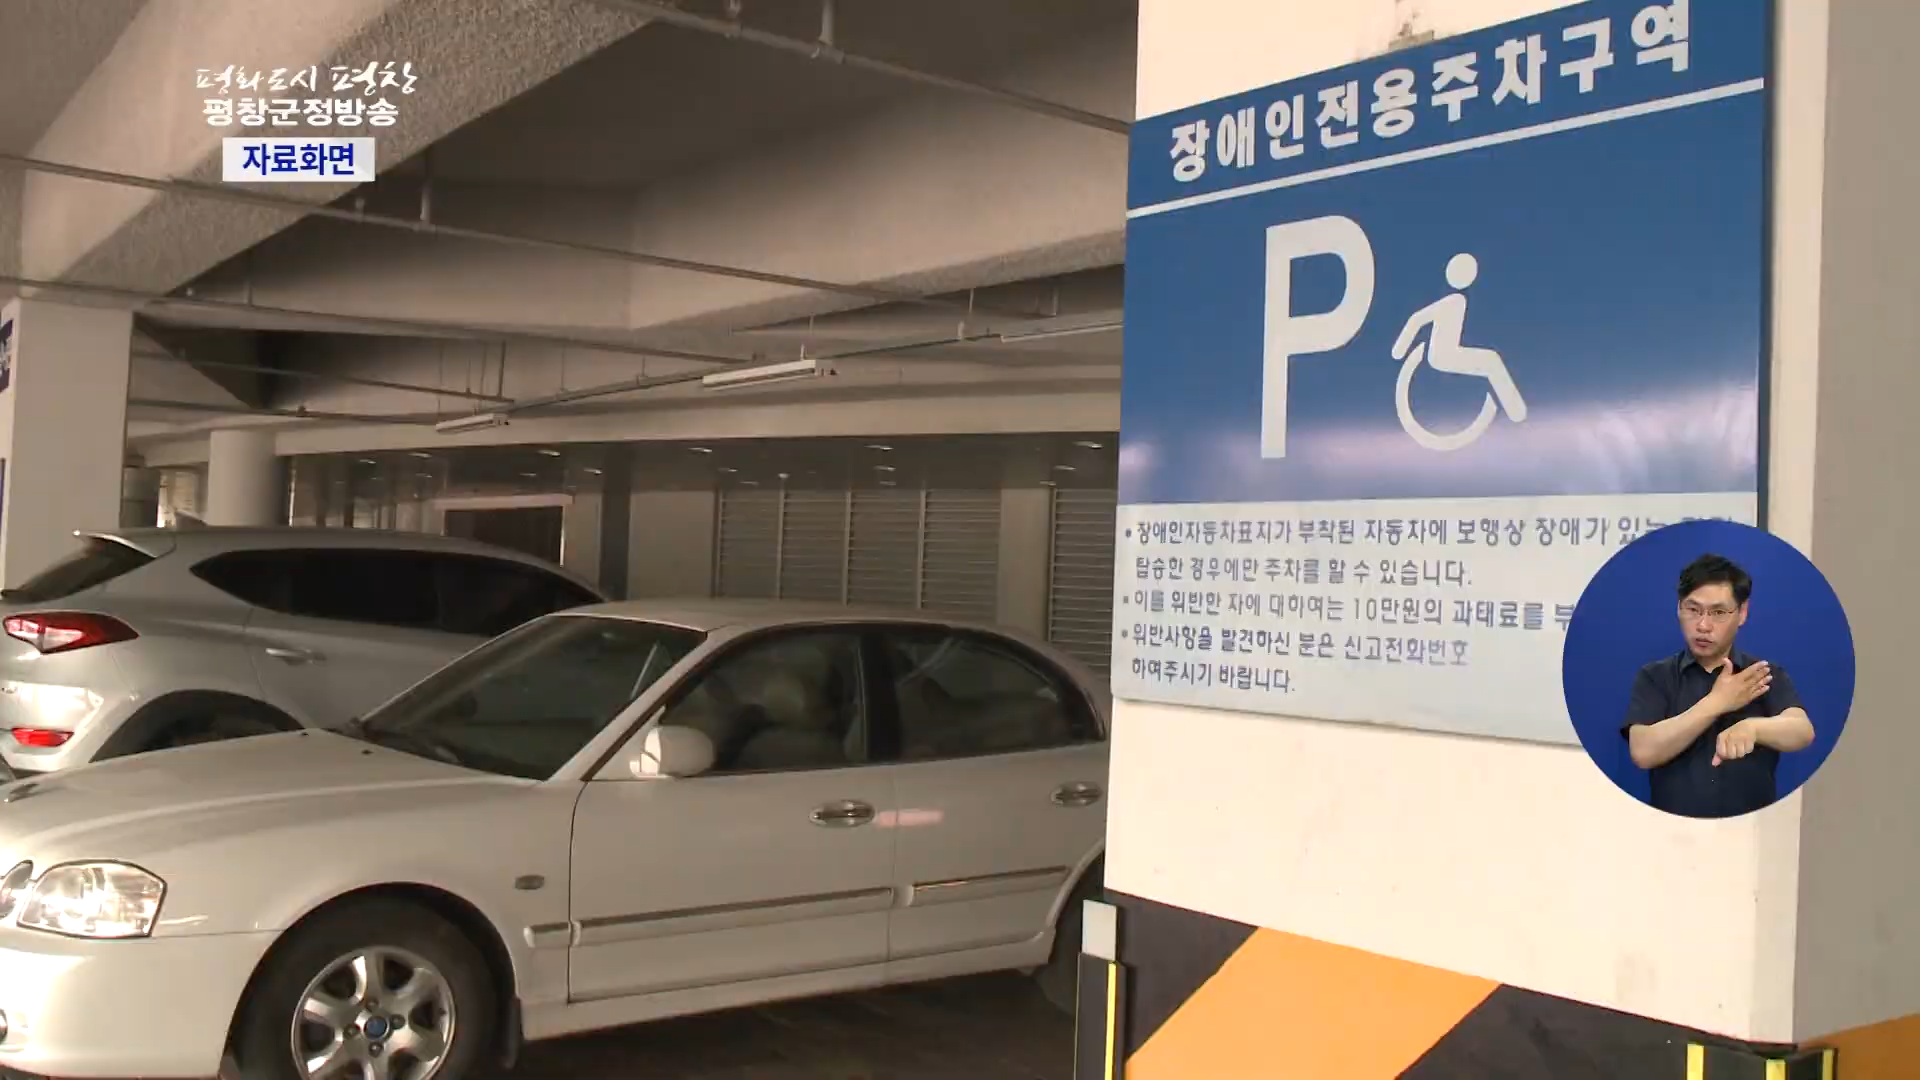 평화도시 평창
평창군정방송
자료화면
장애인전용주차구역
P
• 장애인자동차표지가 부착된 자동차에 보행상 장애가 있는
탑승한 경우에만 주차를 할 수 있습니다.
• 이를 위반한 자에 대하여는 10만원의 과태료를 부
• 위반사항을 발견하신 분은 신고전화번호
하여주시기 바랍니다.